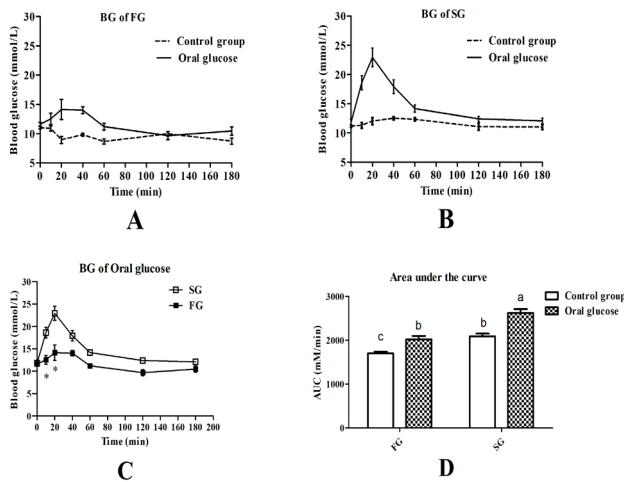 BG of FG
Control group
Oral glucose
Blood glucose (mmol/L)
30
25
20
15
10
5
0 20 40 60 80 100 120 140 160 180
Time (min)
A
BG of SG
Control group
Oral glucose
Blood glucose (mmol/L)
30
25
20
15
10
5
0 20 40 60 80 100 120 140 160 180
Time (min)
B
BG of Oral glucose
SG
FG
Blood glucose (mmol/L)
30
25
20
15
10
5
0
* *
0 20 40 60 80 100 120 140 160 180 200
Time (min)
C
Area under the curve
Control group
Oral glucose
AUC (mM/min)
3000
2000
1000
0
c b b a
FG SG
D